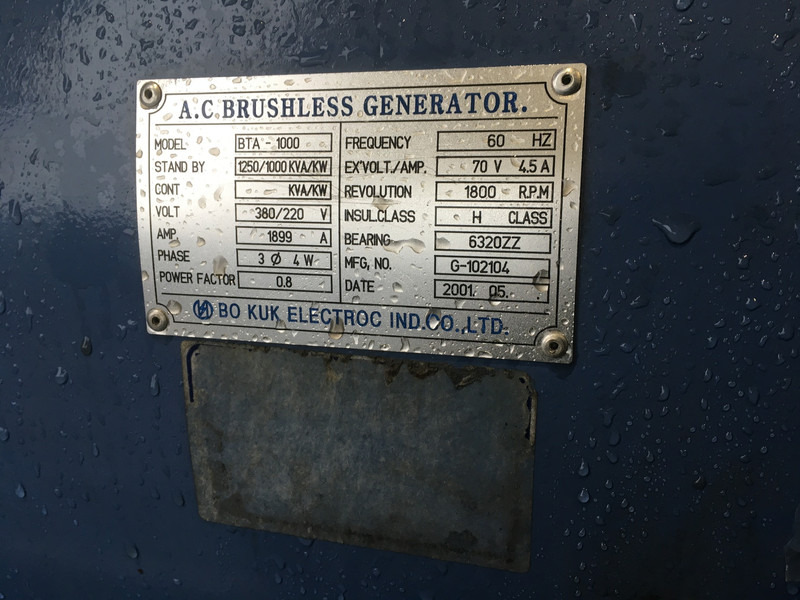 A.C BRUSHLESS GENERATOR.
MODEL BTA - 1000
STAND BY 1250/1000 KVA/KW
CONT KVA/KW
VOLT 380/220 V
AMP. 1899 A
PHASE 3 Ø 4 W
POWER FACTOR 0.8
FREQUENCY 60 HZ
EX'VOLT./AMP. 70 V 4.5 A
REVOLUTION 1800 R.P.M
INSUL.CLASS H CLASS
BEARING 6320ZZ
MFG, NO. G-102104
DATE 2001. 05.
BO KUK ELECTROC IND.CO.,LTD.